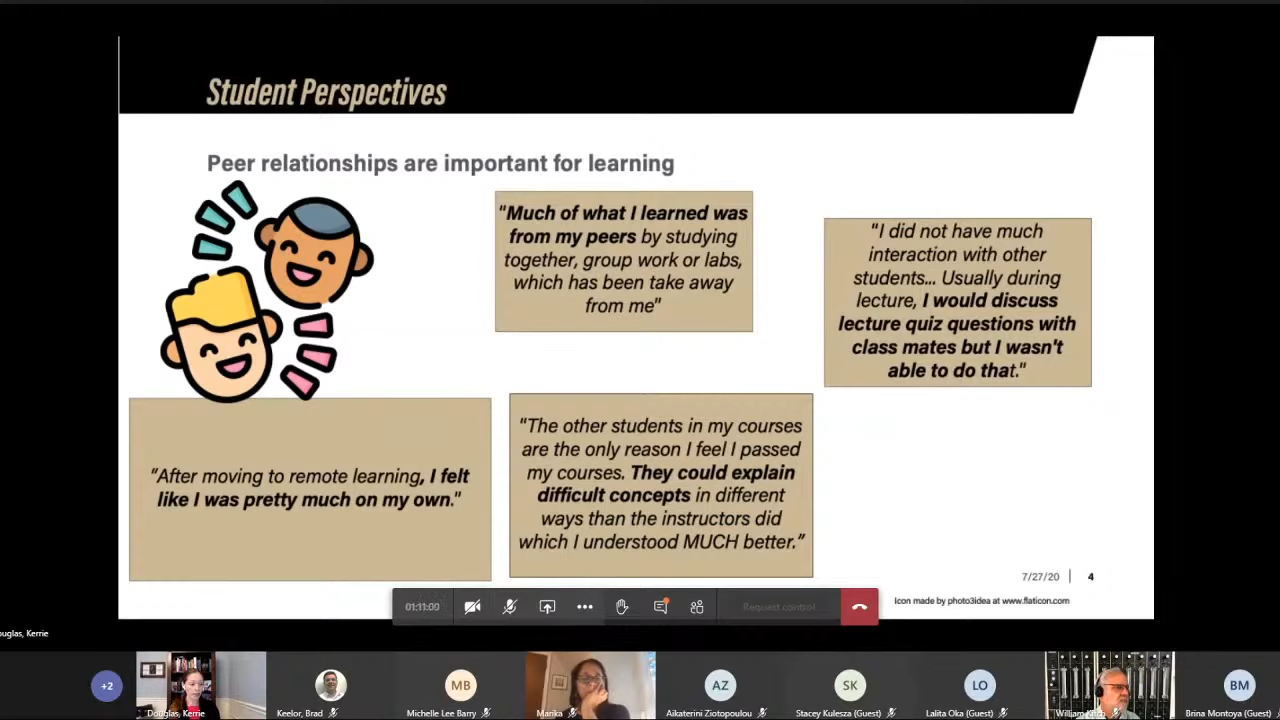 Student Perspectives
Peer relationships are important for learning
"Much of what I learned was
from my peers by studying
together, group work or labs,
which has been take away
from me"
"I did not have much
interaction with other
students... Usually during
lecture, I would discuss
lecture quiz questions with
class mates but I wasn't
able to do that."
"After moving to remote learning, I felt
like I was pretty much on my own."
"The other students in my courses
are the only reason I feel I passed
my courses. They could explain
difficult concepts in different
ways than the instructors did
which I understood MUCH better."
7/27/20 | 4
Icon made by photo3idea at www.flaticon.com
01:11:00
Request control
ouglas, Kerrie
+2
MB
AZ
SK
LO
BM
Douglas, Kerrie
Keelor, Brad
Michelle Lee Barry
Marika
Aikaterini Ziotopoulou
Stacey Kulesza (Guest)
Lalita Oka (Guest)
William
Brina Montoya (Guest)